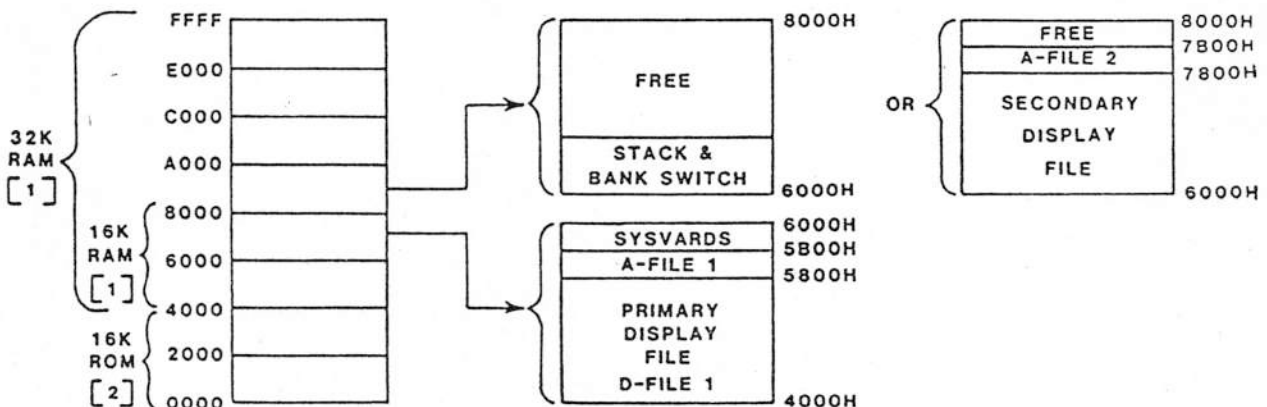 FFFF
E000
C000
A000
8000
6000
4000
2000
0000
32K
RAM
[1]
16K
RAM
[1]
16K
ROM
[2]
8000H
FREE
STACK &
BANK SWITCH
6000H
6000H
SYSVARDS
5B00H
A-FILE 1
5800H
PRIMARY
DISPLAY
FILE
D-FILE 1
4000H
OR
8000H
FREE
7B00H
A-FILE 2
7800H
SECONDARY
DISPLAY
FILE
6000H